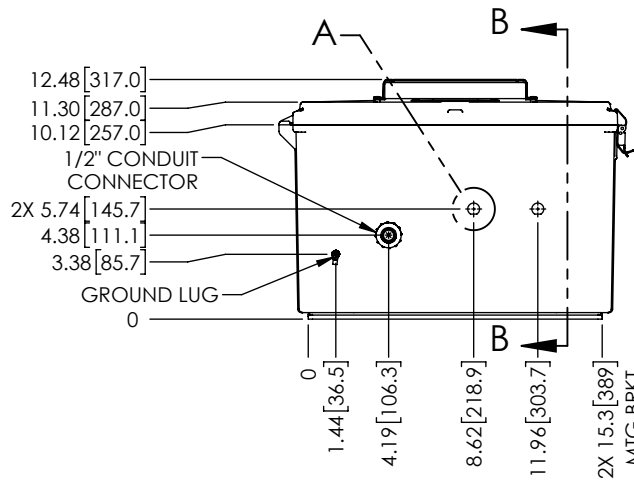 A
B
12.48 [317.0]
11.30 [287.0]
10.12 [257.0]
1/2" CONDUIT
CONNECTOR
2X 5.74 [145.7]
4.38 [111.1]
3.38 [85.7]
GROUND LUG
0
B
0
1.44 [36.5]
4.19 [106.3]
8.62 [218.9]
11.96 [303.7]
2X 15.3 [389]
MTG BRKT